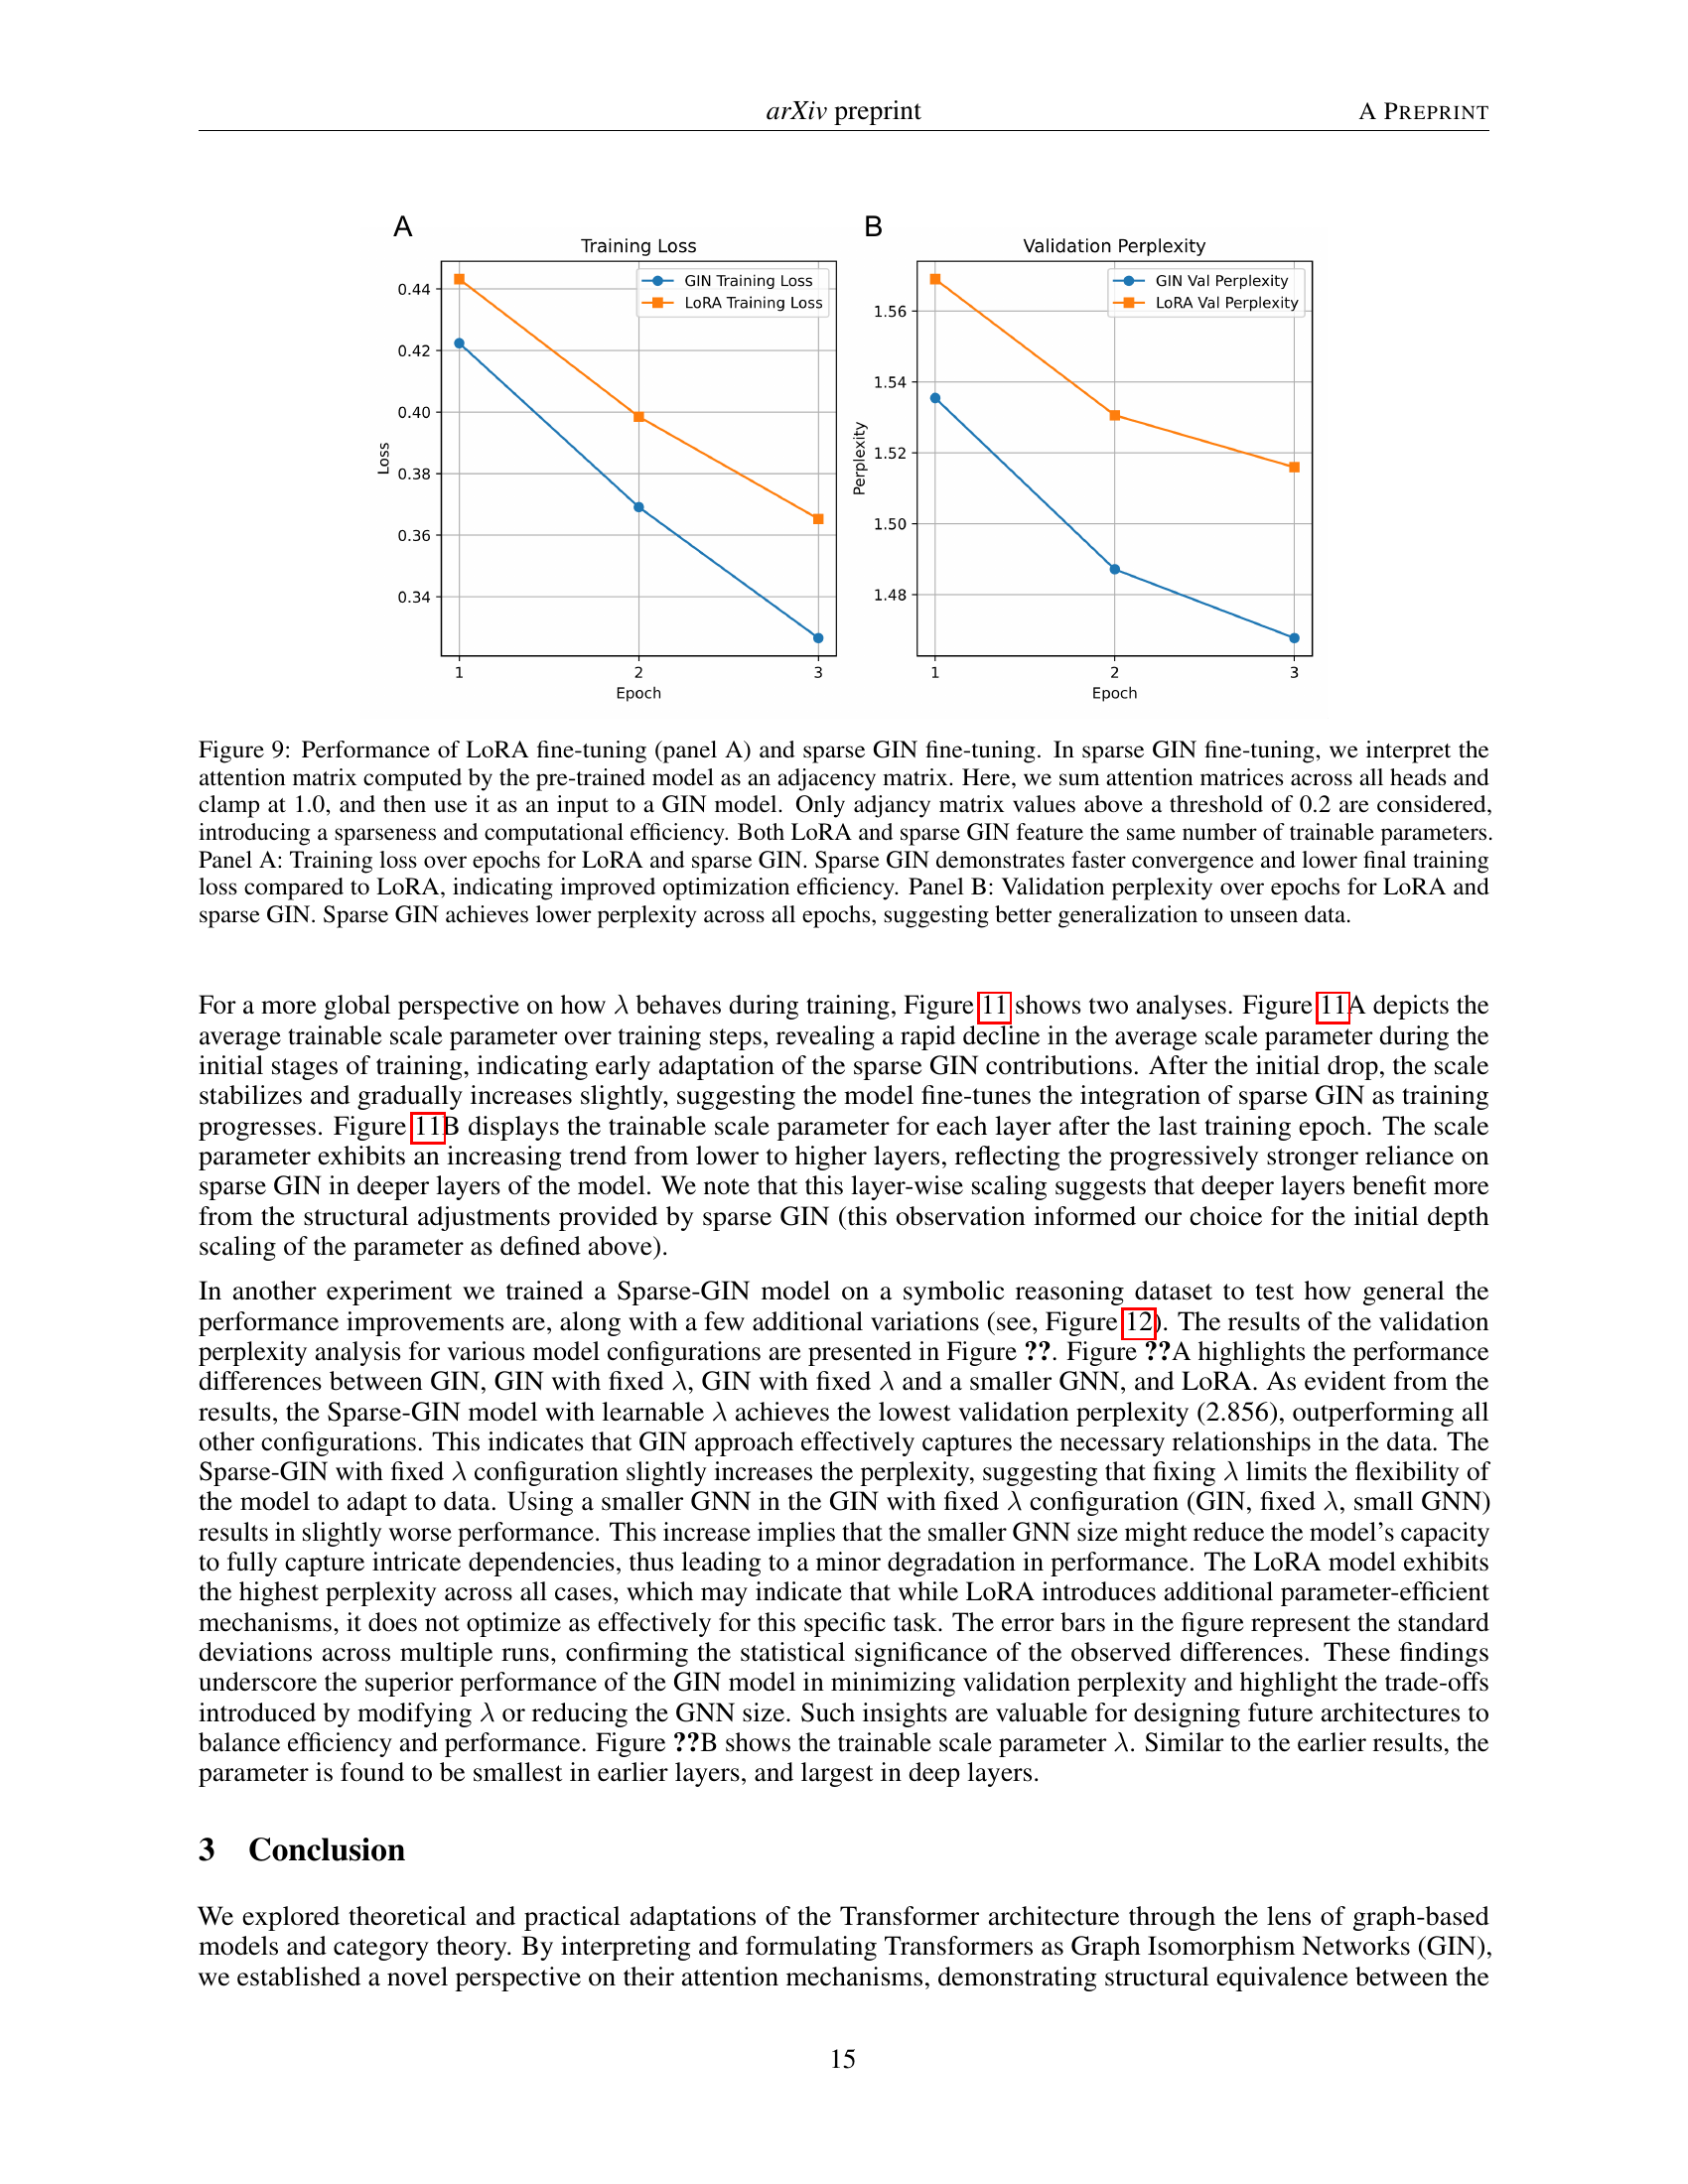 arXiv preprint
A PREPRINT
A
B
Training Loss
GIN Training Loss
LoRA Training Loss
0.44
0.42
0.40
0.38
0.36
0.34
Loss
1
2
3
Epoch
Validation Perplexity
GIN Val Perplexity
LoRA Val Perplexity
1.56
1.54
1.52
1.50
1.48
Perplexity
1
2
3
Epoch
Figure 9: Performance of LoRA fine-tuning (panel A) and sparse GIN fine-tuning. In sparse GIN fine-tuning, we interpret the
attention matrix computed by the pre-trained model as an adjacency matrix. Here, we sum attention matrices across all heads and
clamp at 1.0, and then use it as an input to a GIN model. Only adjancy matrix values above a threshold of 0.2 are considered,
introducing a sparseness and computational efficiency. Both LoRA and sparse GIN feature the same number of trainable parameters.
Panel A: Training loss over epochs for LoRA and sparse GIN. Sparse GIN demonstrates faster convergence and lower final training
loss compared to LoRA, indicating improved optimization efficiency. Panel B: Validation perplexity over epochs for LoRA and
sparse GIN. Sparse GIN achieves lower perplexity across all epochs, suggesting better generalization to unseen data.
For a more global perspective on how λ behaves during training, Figure 11 shows two analyses. Figure 11A depicts the
average trainable scale parameter over training steps, revealing a rapid decline in the average scale parameter during the
initial stages of training, indicating early adaptation of the sparse GIN contributions. After the initial drop, the scale
stabilizes and gradually increases slightly, suggesting the model fine-tunes the integration of sparse GIN as training
progresses. Figure 11B displays the trainable scale parameter for each layer after the last training epoch. The scale
parameter exhibits an increasing trend from lower to higher layers, reflecting the progressively stronger reliance on
sparse GIN in deeper layers of the model. We note that this layer-wise scaling suggests that deeper layers benefit more
from the structural adjustments provided by sparse GIN (this observation informed our choice for the initial depth
scaling of the parameter as defined above).
In another experiment we trained a Sparse-GIN model on a symbolic reasoning dataset to test how general the
performance improvements are, along with a few additional variations (see, Figure 12). The results of the validation
perplexity analysis for various model configurations are presented in Figure ??. Figure ??A highlights the performance
differences between GIN, GIN with fixed λ, GIN with fixed λ and a smaller GNN, and LoRA. As evident from the
results, the Sparse-GIN model with learnable λ achieves the lowest validation perplexity (2.856), outperforming all
other configurations. This indicates that GIN approach effectively captures the necessary relationships in the data. The
Sparse-GIN with fixed λ configuration slightly increases the perplexity, suggesting that fixing λ limits the flexibility of
the model to adapt to data. Using a smaller GNN in the GIN with fixed λ configuration (GIN, fixed λ, small GNN)
results in slightly worse performance. This increase implies that the smaller GNN size might reduce the model's capacity
to fully capture intricate dependencies, thus leading to a minor degradation in performance. The LoRA model exhibits
the highest perplexity across all cases, which may indicate that while LoRA introduces additional parameter-efficient
mechanisms, it does not optimize as effectively for this specific task. The error bars in the figure represent the standard
deviations across multiple runs, confirming the statistical significance of the observed differences. These findings
underscore the superior performance of the GIN model in minimizing validation perplexity and highlight the trade-offs
introduced by modifying λ or reducing the GNN size. Such insights are valuable for designing future architectures to
balance efficiency and performance. Figure ??B shows the trainable scale parameter λ. Similar to the earlier results, the
parameter is found to be smallest in earlier layers, and largest in deep layers.
3 Conclusion
We explored theoretical and practical adaptations of the Transformer architecture through the lens of graph-based
models and category theory. By interpreting and formulating Transformers as Graph Isomorphism Networks (GIN),
we established a novel perspective on their attention mechanisms, demonstrating structural equivalence between the
15